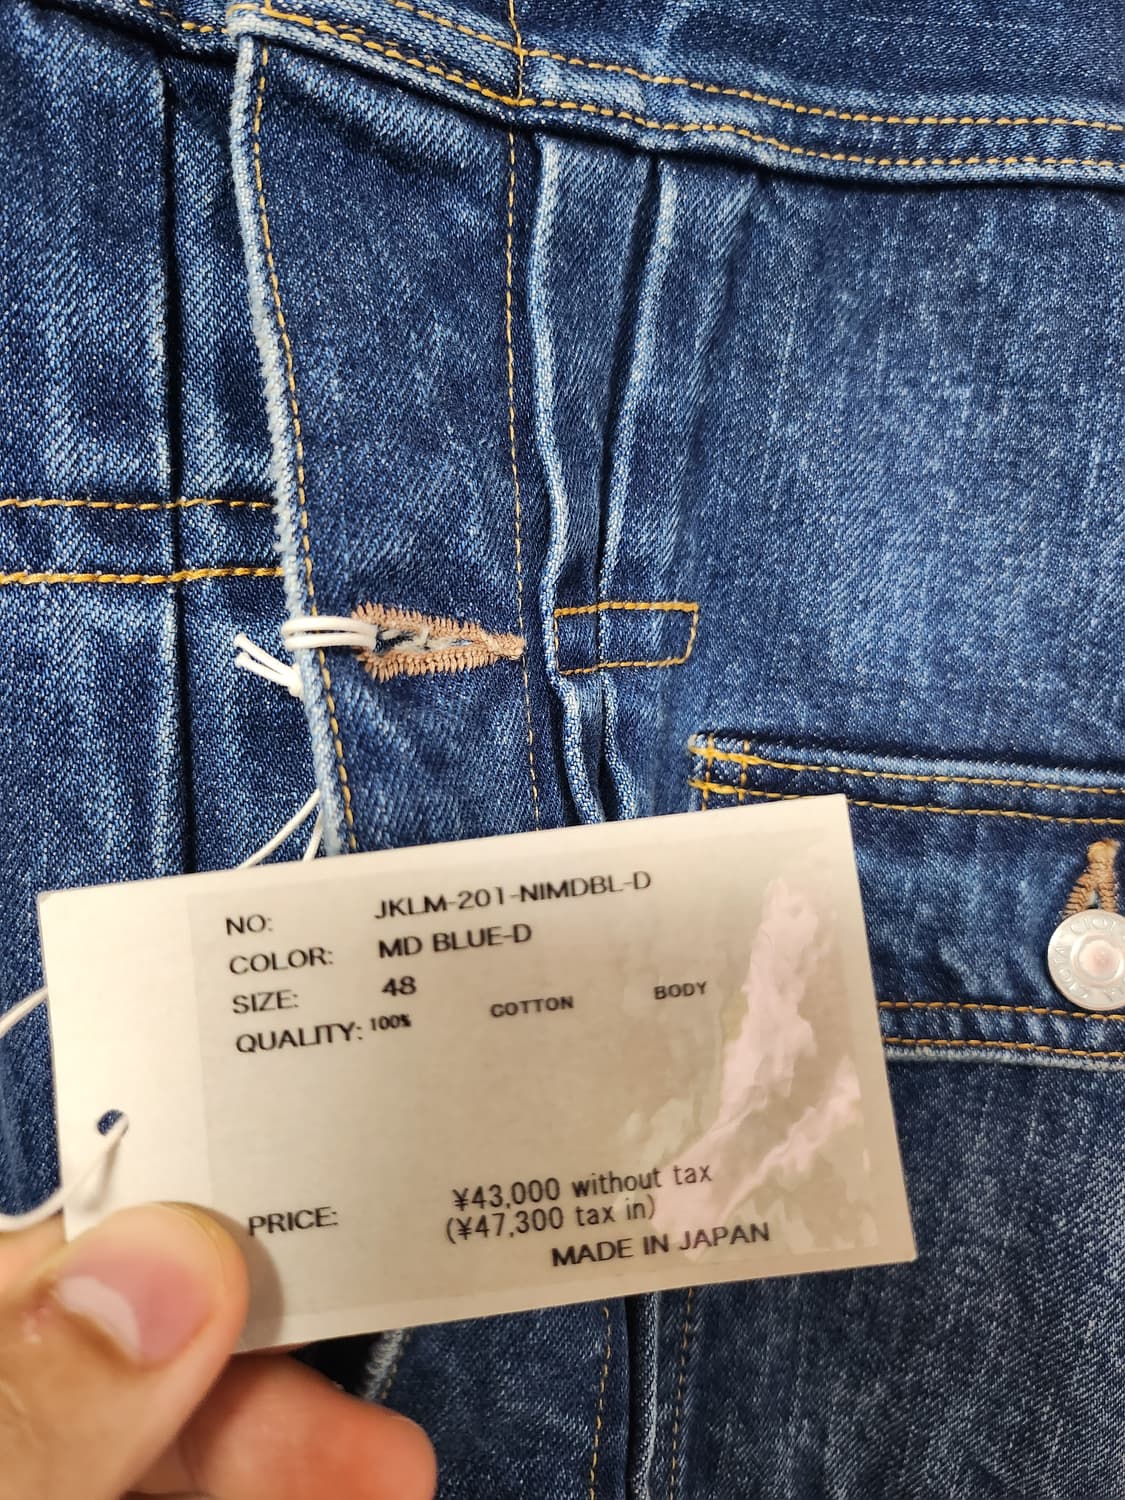 NO: JKLM-201-NIMDBL-D
COLOR: MD BLUE-D
SIZE: 48
QUALITY: 100% COTTON BODY
PRICE: ¥43,000 without tax
(¥47,300 tax in)
MADE IN JAPAN